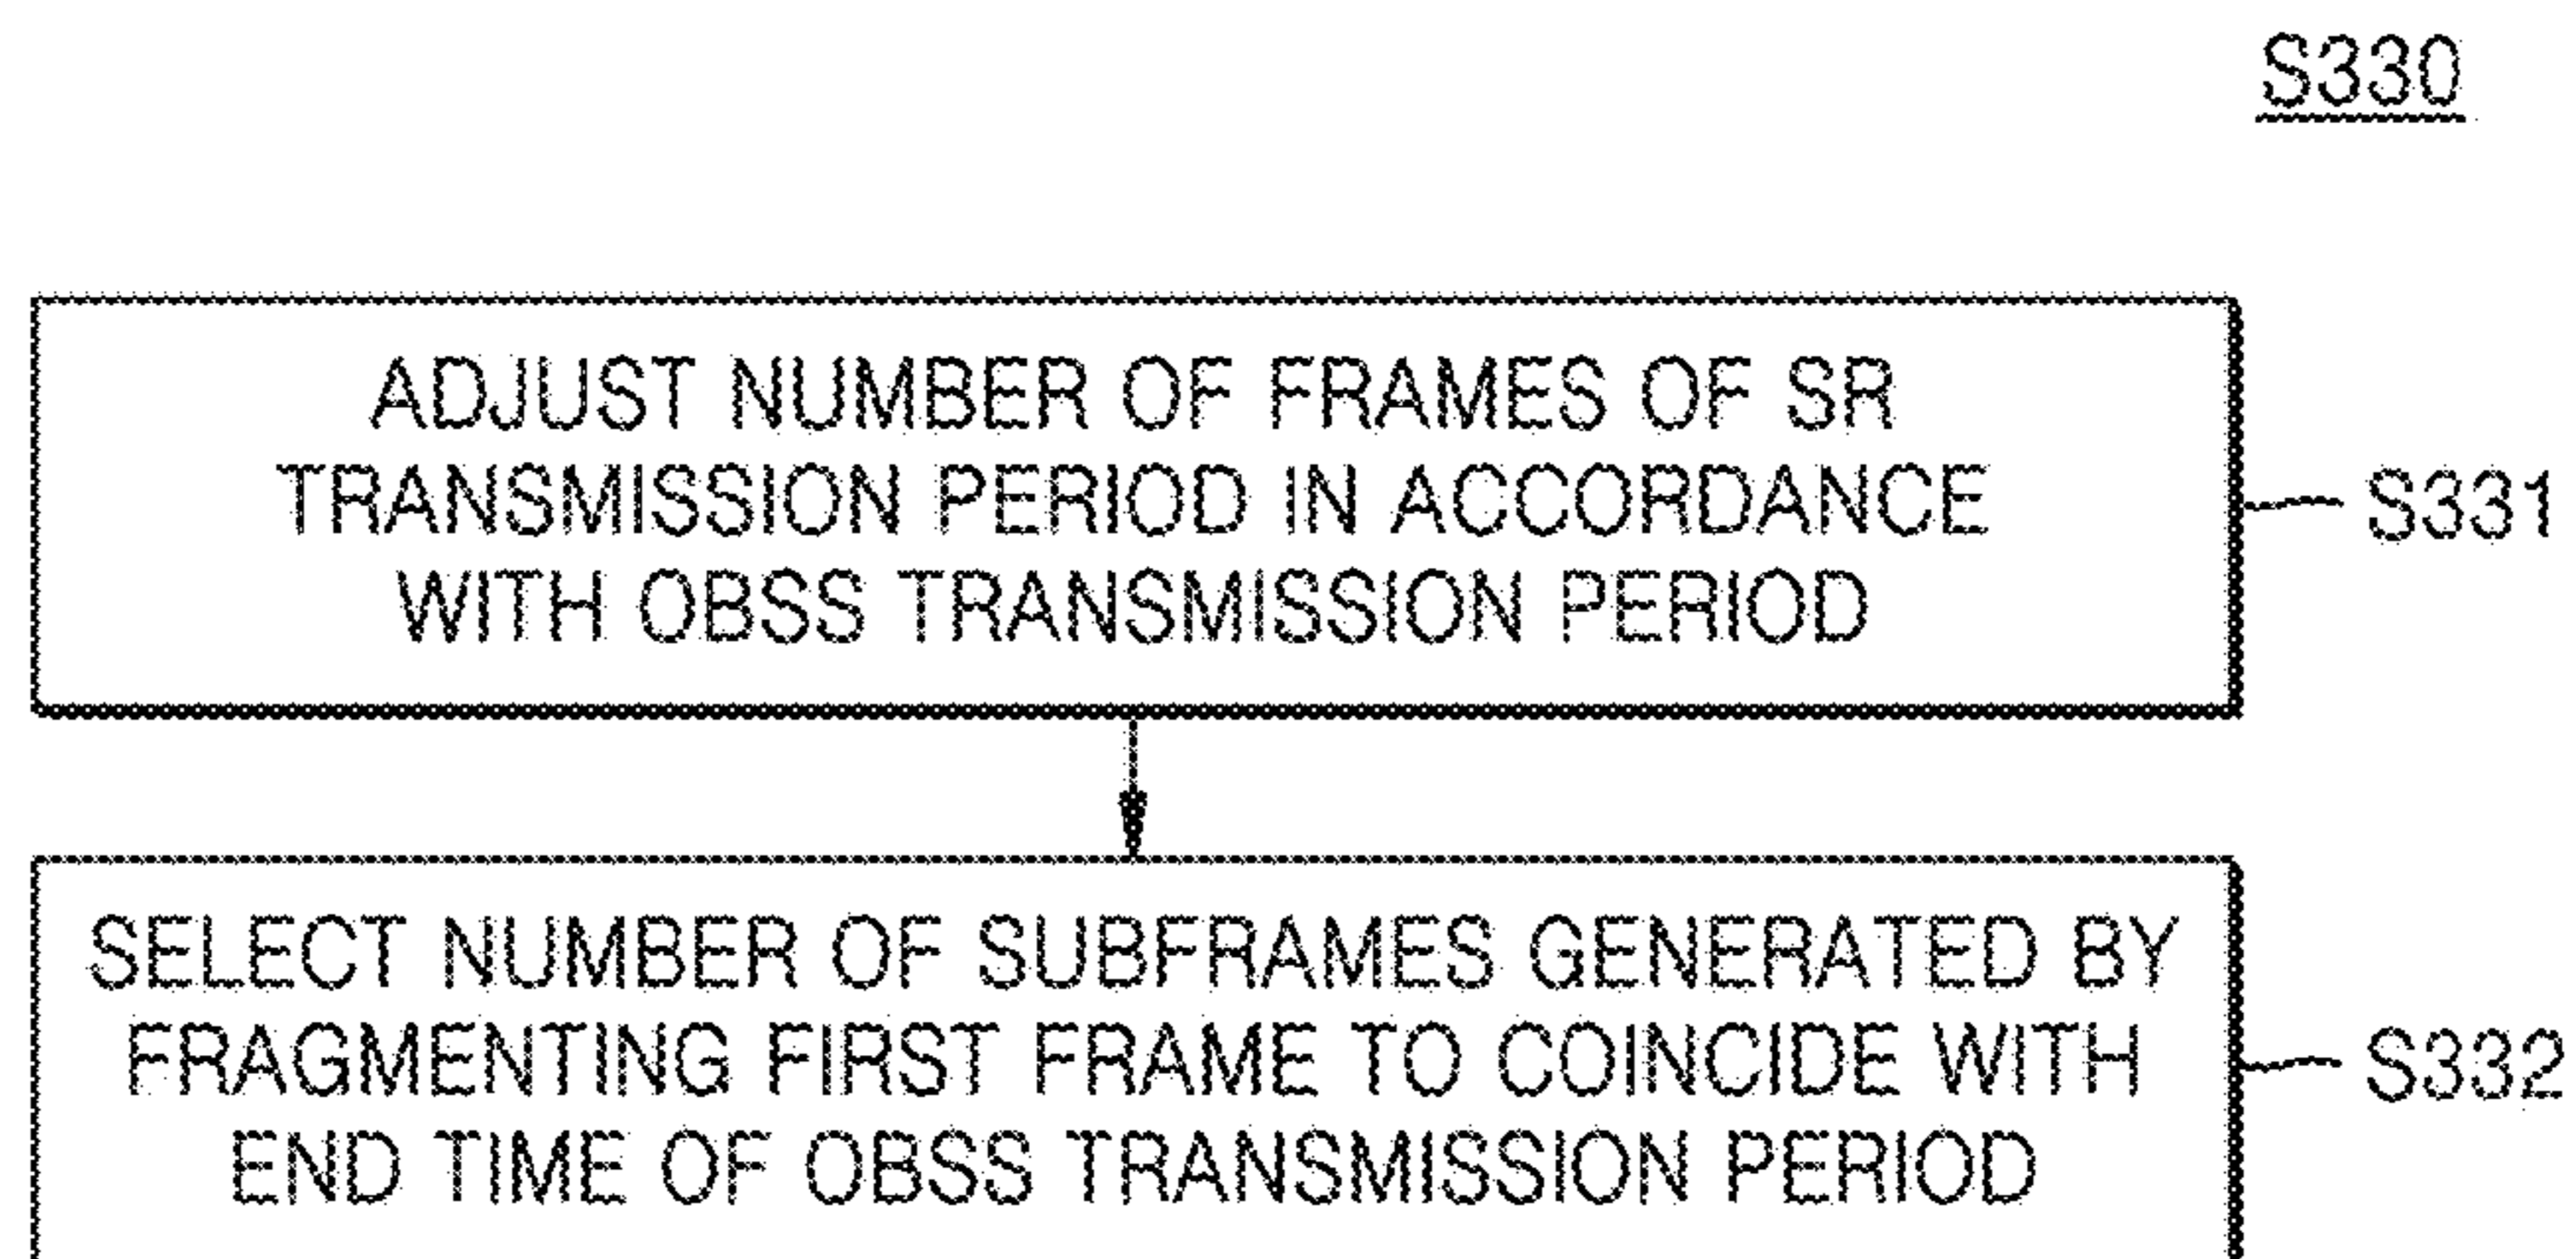 S330
ADJUST NUMBER OF FRAMES OF SR
TRANSMISSION PERIOD IN ACCORDANCE
WITH OBSS TRANSMISSION PERIOD
S331
SELECT NUMBER OF SUBFRAMES GENERATED BY
FRAGMENTING FIRST FRAME TO COINCIDE WITH
END TIME OF OBSS TRANSMISSION PERIOD
S332